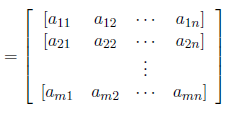 = [ [a₁₁ a₁₂ ⋯ a₁ₙ]
[a₂₁ a₂₂ ⋯ a₂ₙ]
⋮
[aₘ₁ aₘ₂ ⋯ aₘₙ] ]